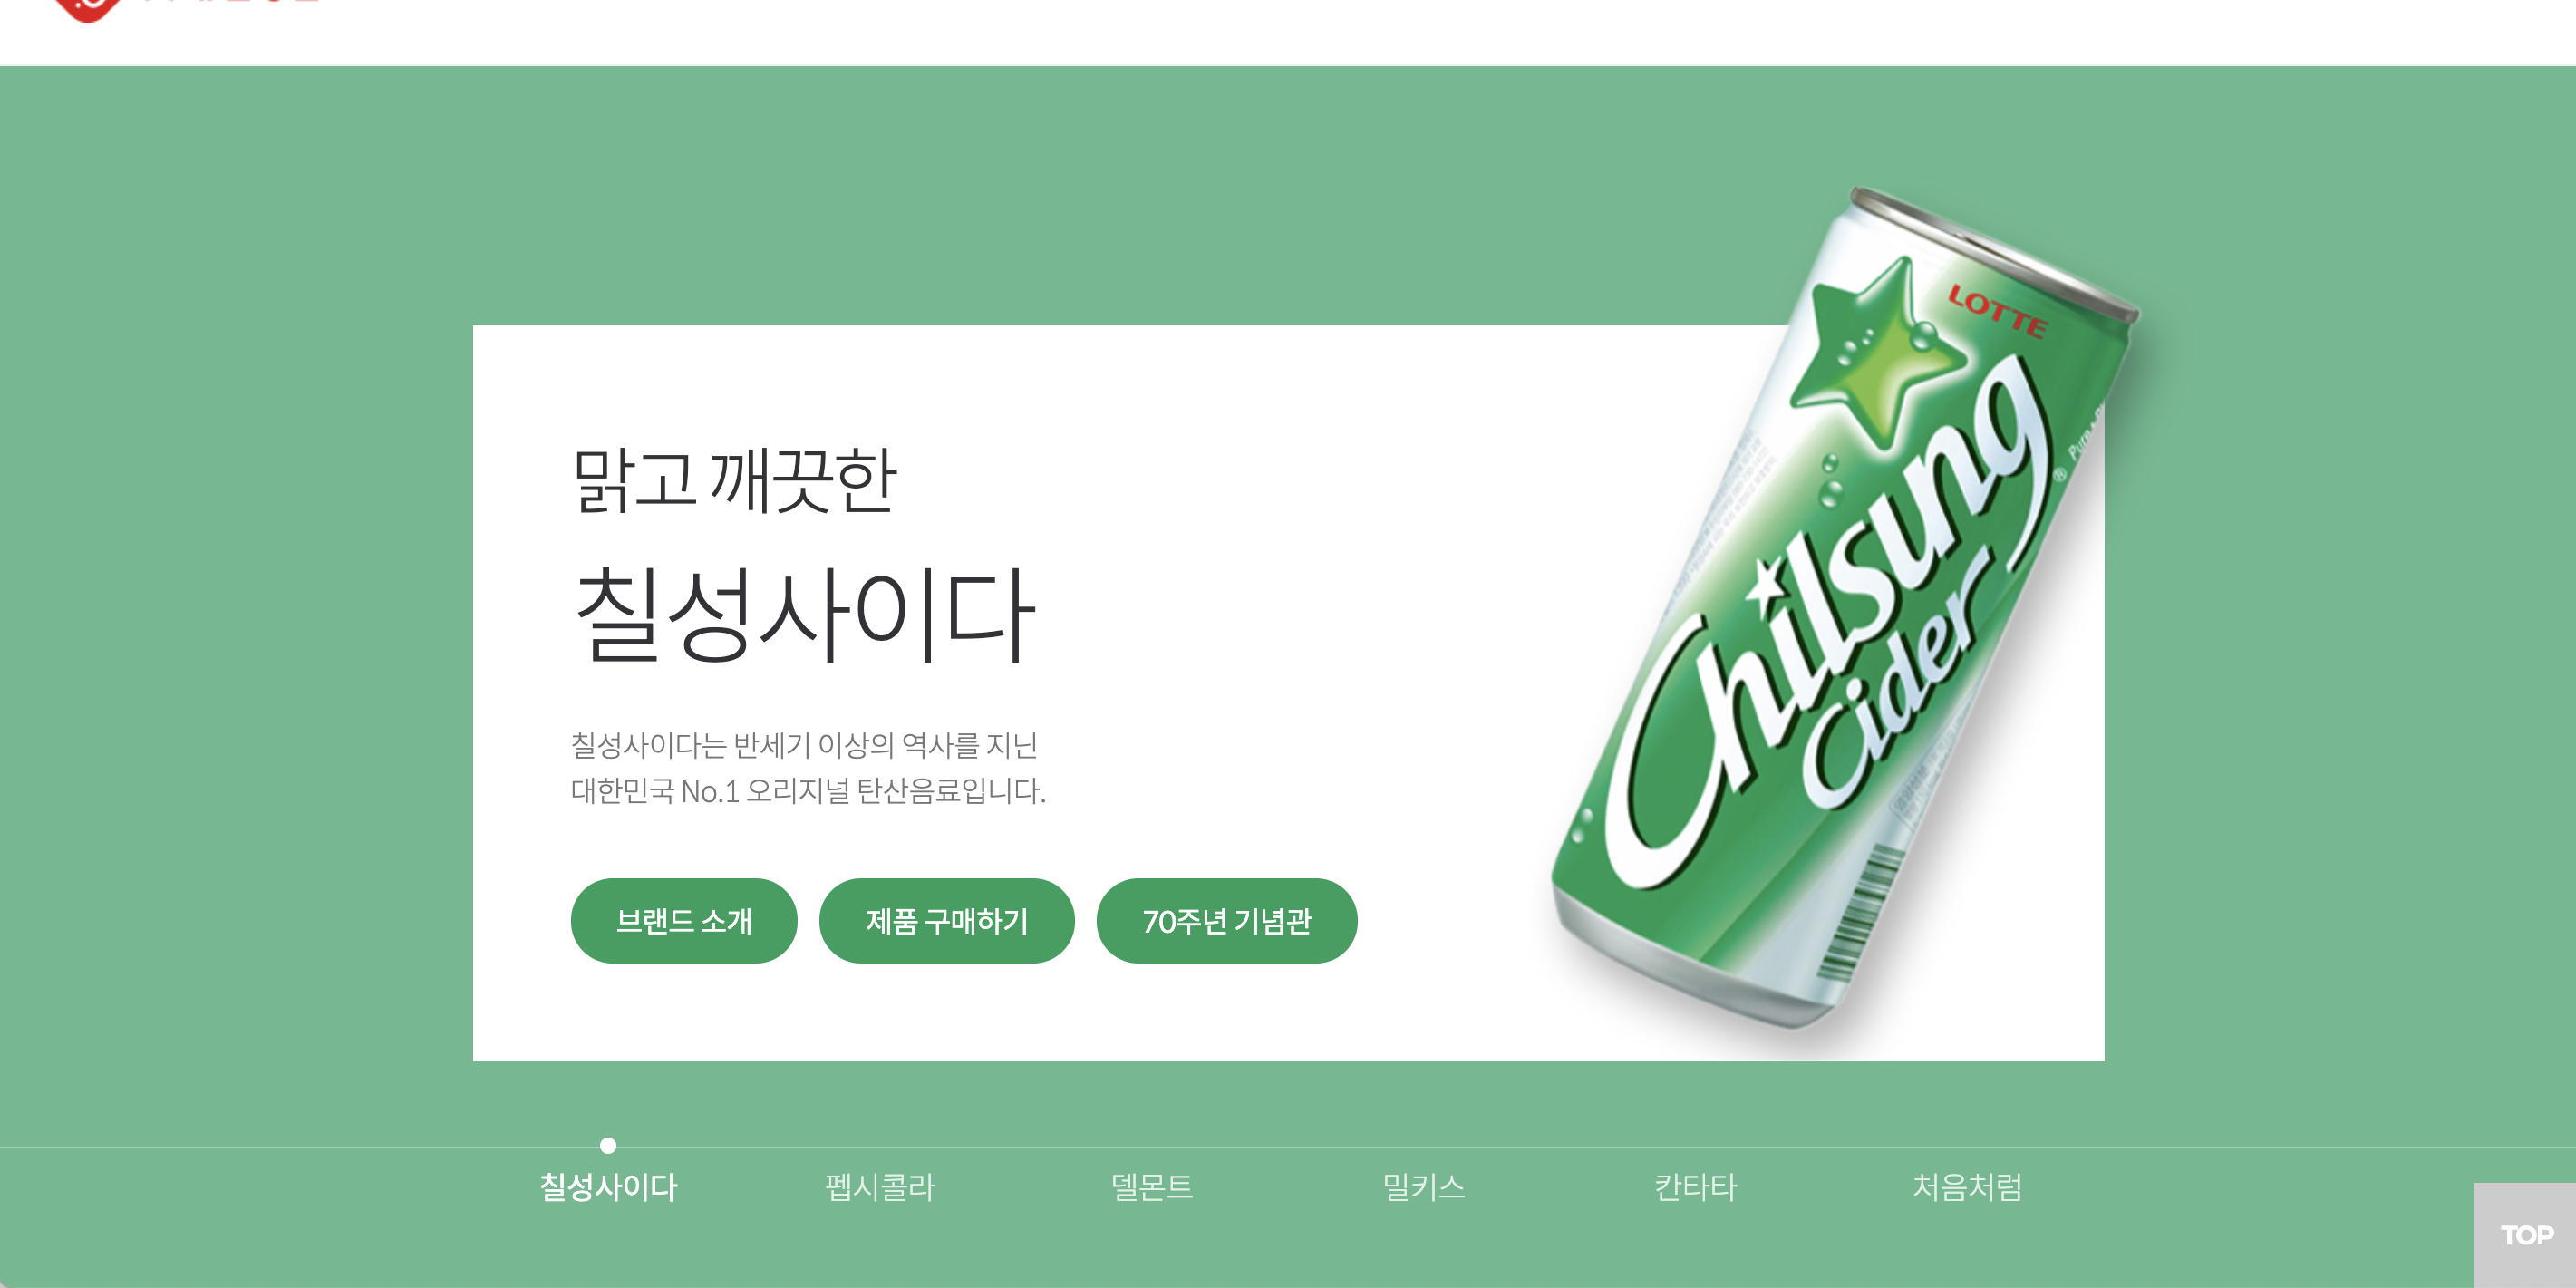 맑고 깨끗한
칠성사이다
칠성사이다는 반세기 이상의 역사를 지닌
대한민국 No.1 오리지널 탄산음료입니다.
브랜드 소개
제품 구매하기
70주년 기념관
LOTTE
Chilsung
®
Cider
칠성사이다
펩시콜라
델몬트
밀키스
칸타타
처음처럼
TOP